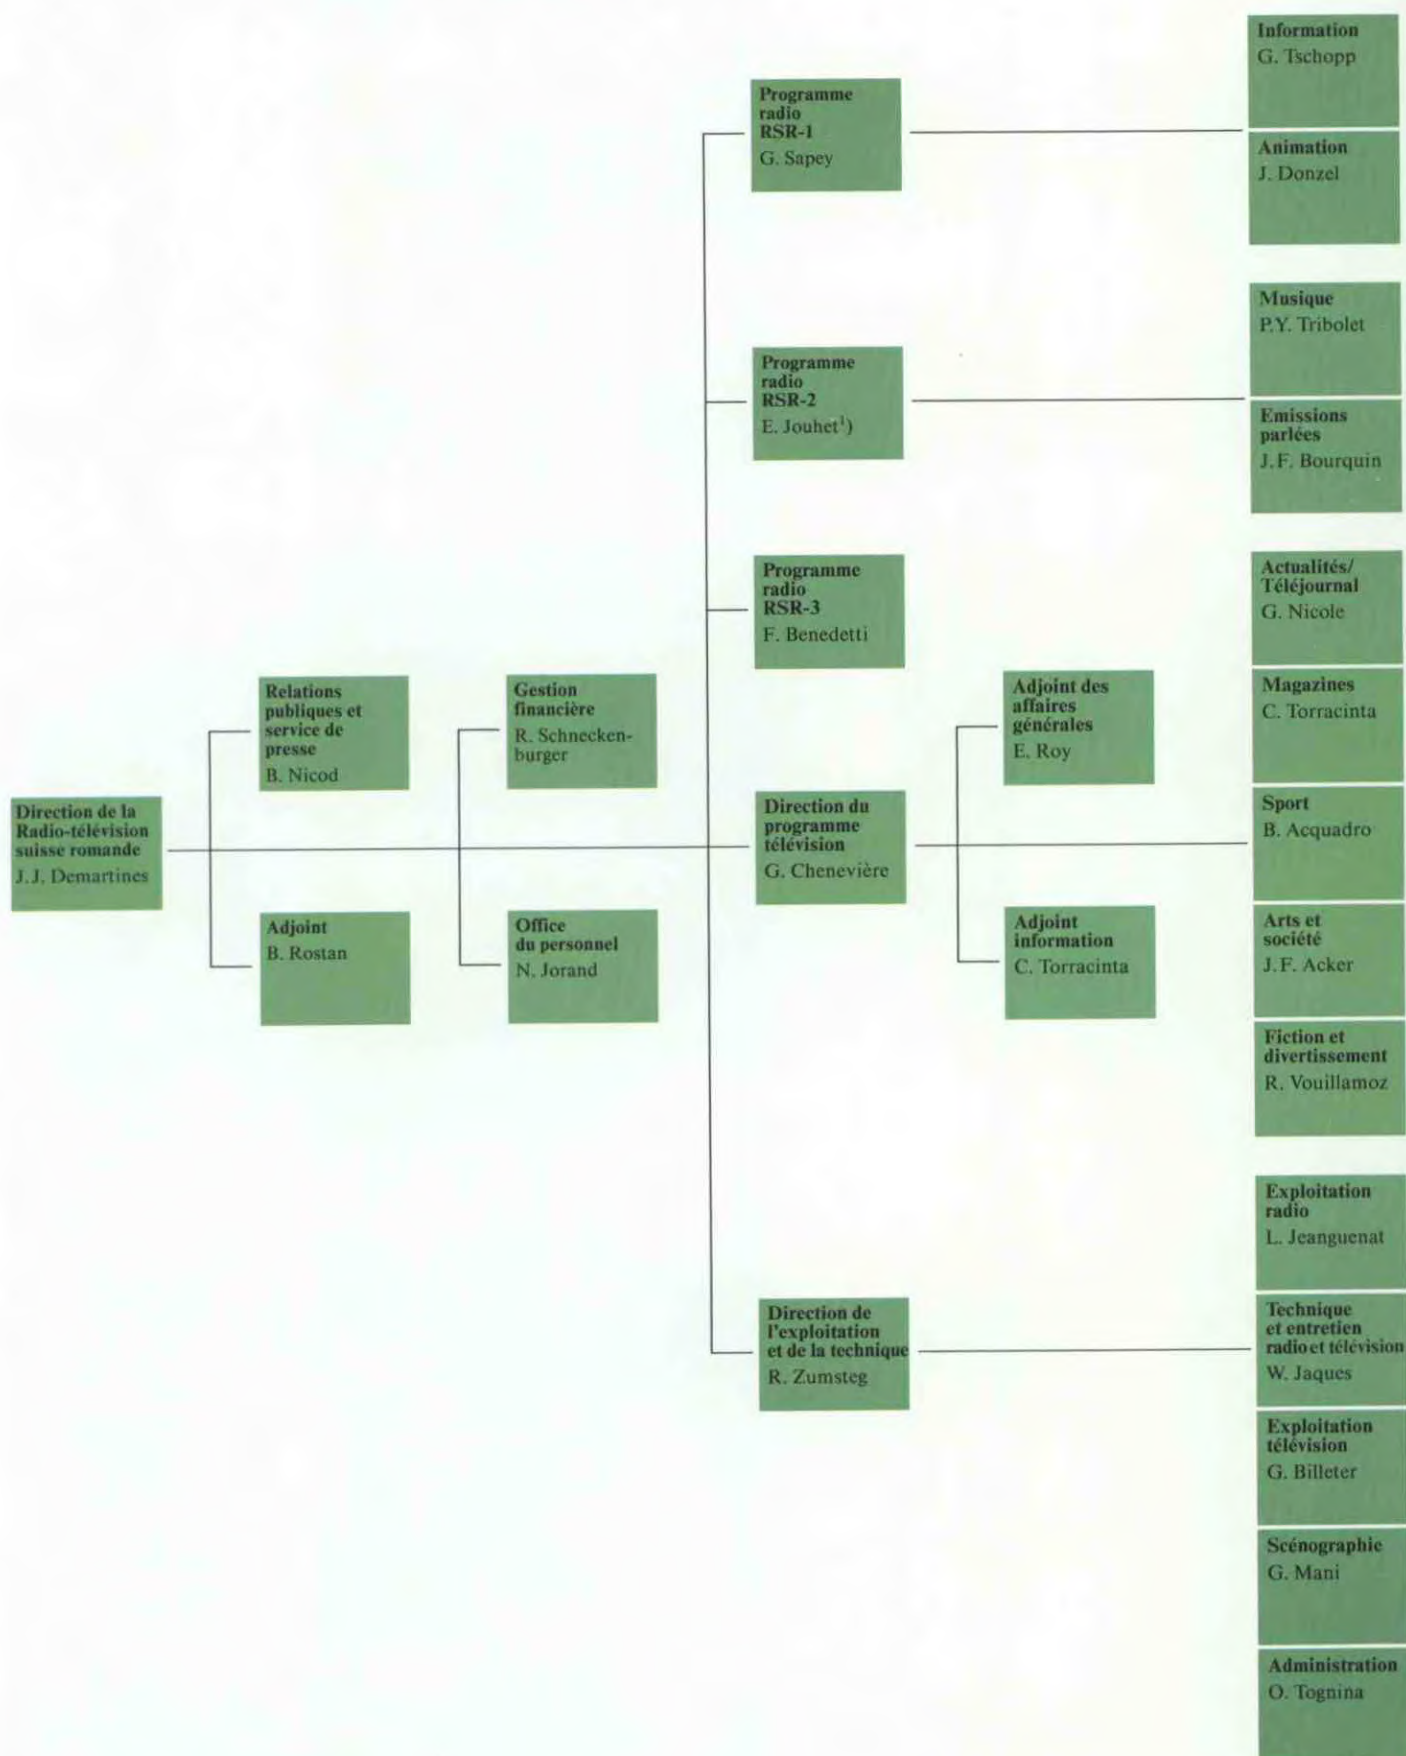 Direction de la
Radio-télévision
suisse romande
J.J. Demartines
Relations
publiques et
service de
presse
B. Nicod
Adjoint
B. Rostan
Gestion
financière
R. Schnecken-
burger
Office
du personnel
N. Jorand
Programme
radio
RSR-1
G. Sapey
Programme
radio
RSR-2
E. Jouhet¹)
Programme
radio
RSR-3
F. Benedetti
Direction du
programme
télévision
G. Chenevière
Direction de
l'exploitation
et de la technique
R. Zumsteg
Adjoint des
affaires
générales
E. Roy
Adjoint
information
C. Torracinta
Information
G. Tschopp
Animation
J. Donzel
Musique
P.Y. Tribolet
Emissions
parlées
J.F. Bourquin
Actualités/
Téléjournal
G. Nicole
Magazines
C. Torracinta
Sport
B. Acquadro
Arts et
société
J.F. Acker
Fiction et
divertissement
R. Vouillamoz
Exploitation
radio
L. Jeanguenat
Technique
et entretien
radio et télévision
W. Jaques
Exploitation
télévision
G. Billeter
Scénographie
G. Mani
Administration
O. Tognina